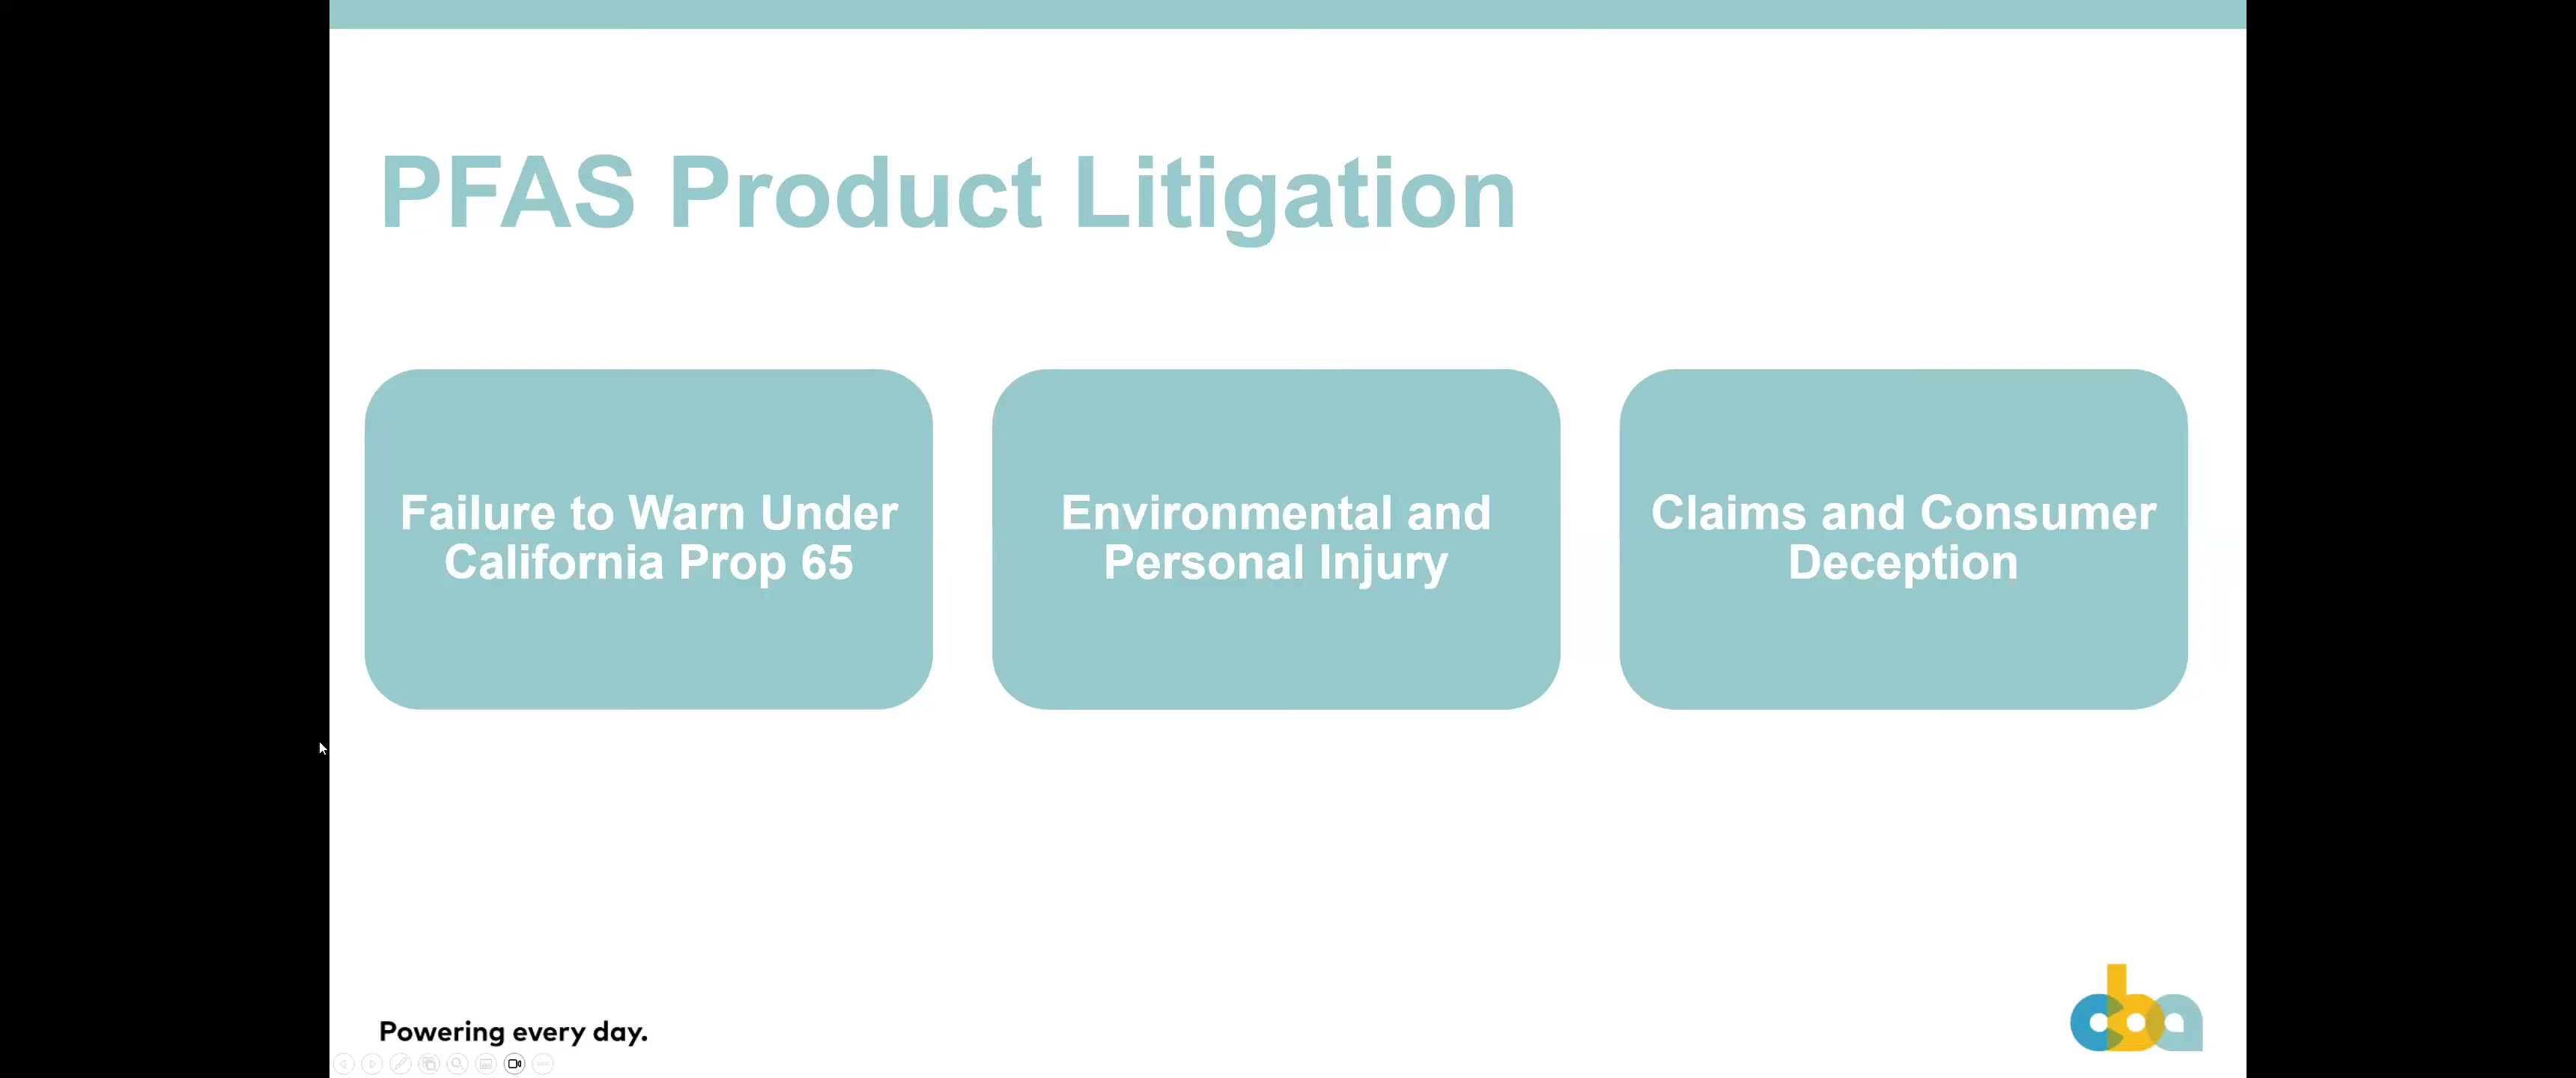 PFAS Product Litigation
Failure to Warn Under
California Prop 65
Environmental and
Personal Injury
Claims and Consumer
Deception
Powering every day.
cba